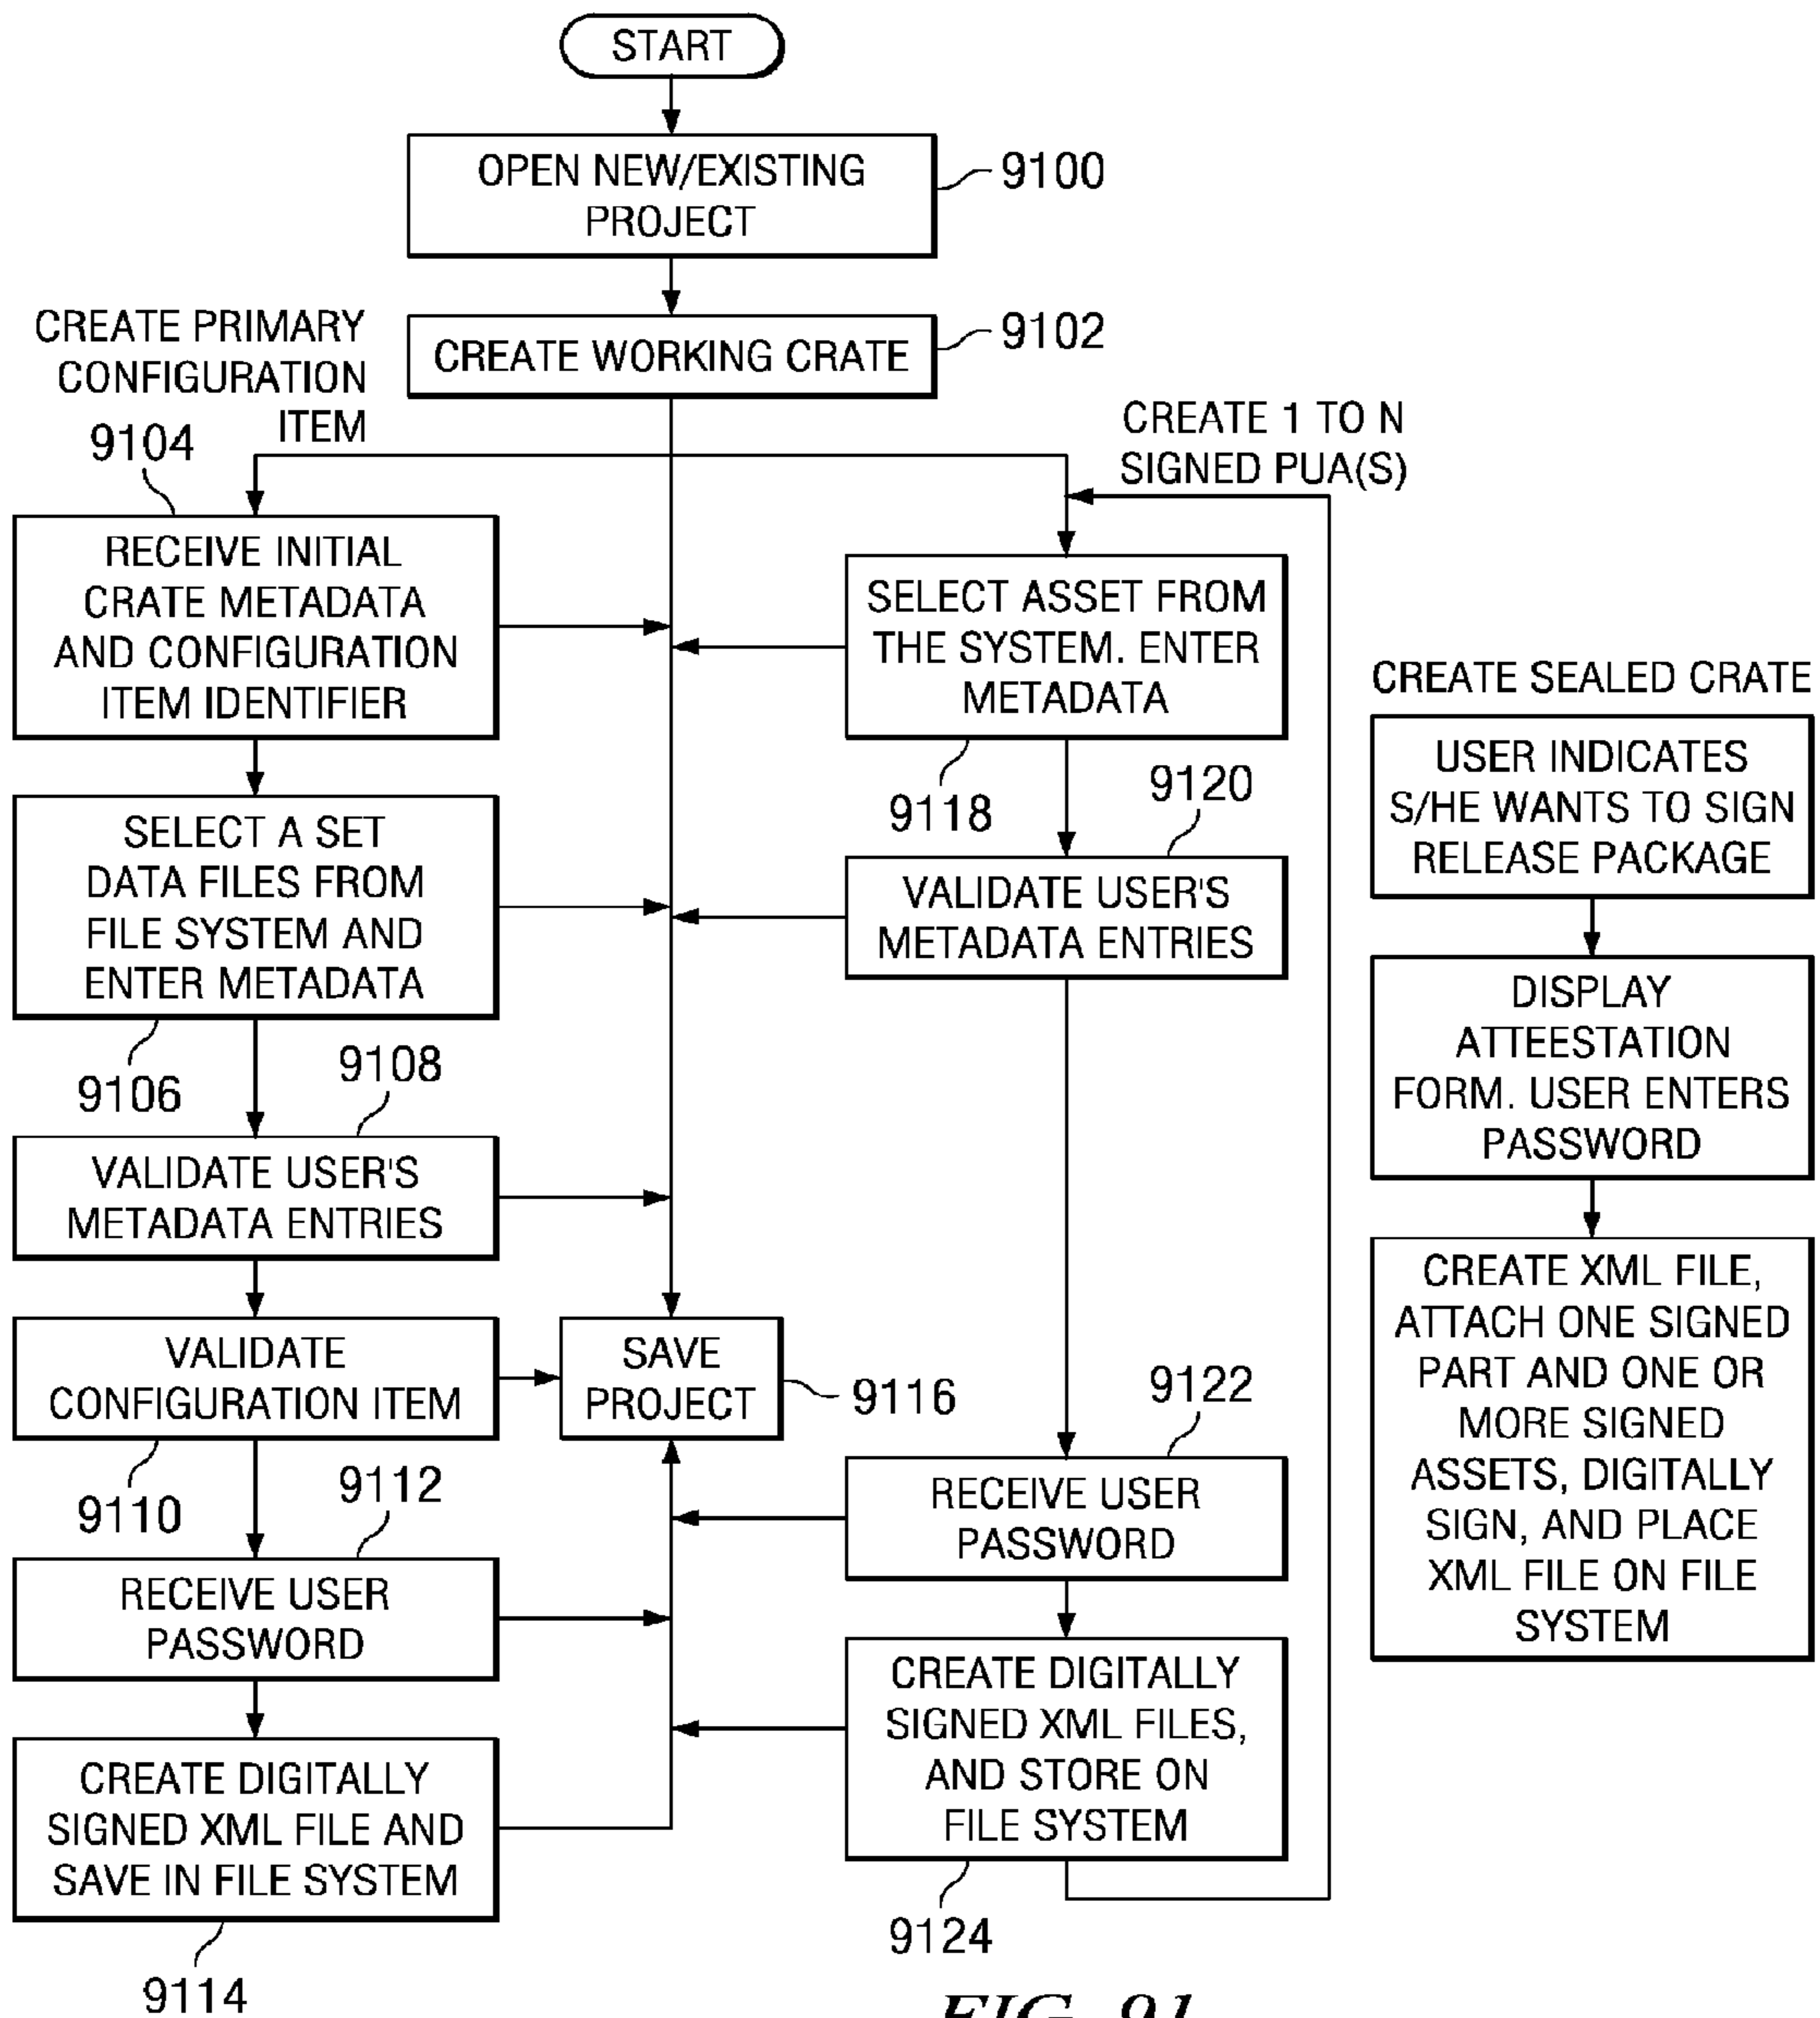 START
OPEN NEW/EXISTING
PROJECT
9100
CREATE WORKING CRATE
9102
CREATE PRIMARY
CONFIGURATION
ITEM
9104
RECEIVE INITIAL
CRATE METADATA
AND CONFIGURATION
ITEM IDENTIFIER
SELECT A SET
DATA FILES FROM
FILE SYSTEM AND
ENTER METADATA
9106
9108
VALIDATE USER'S
METADATA ENTRIES
VALIDATE
CONFIGURATION ITEM
9110
9112
RECEIVE USER
PASSWORD
CREATE DIGITALLY
SIGNED XML FILE AND
SAVE IN FILE SYSTEM
9114
SAVE
PROJECT
9116
CREATE 1 TO N
SIGNED PUA(S)
SELECT ASSET FROM
THE SYSTEM. ENTER
METADATA
9118
9120
VALIDATE USER'S
METADATA ENTRIES
9122
RECEIVE USER
PASSWORD
CREATE DIGITALLY
SIGNED XML FILES,
AND STORE ON
FILE SYSTEM
9124
CREATE SEALED CRATE
USER INDICATES
S/HE WANTS TO SIGN
RELEASE PACKAGE
DISPLAY
ATTEESTATION
FORM. USER ENTERS
PASSWORD
CREATE XML FILE,
ATTACH ONE SIGNED
PART AND ONE OR
MORE SIGNED
ASSETS, DIGITALLY
SIGN, AND PLACE
XML FILE ON FILE
SYSTEM
FIG. 91